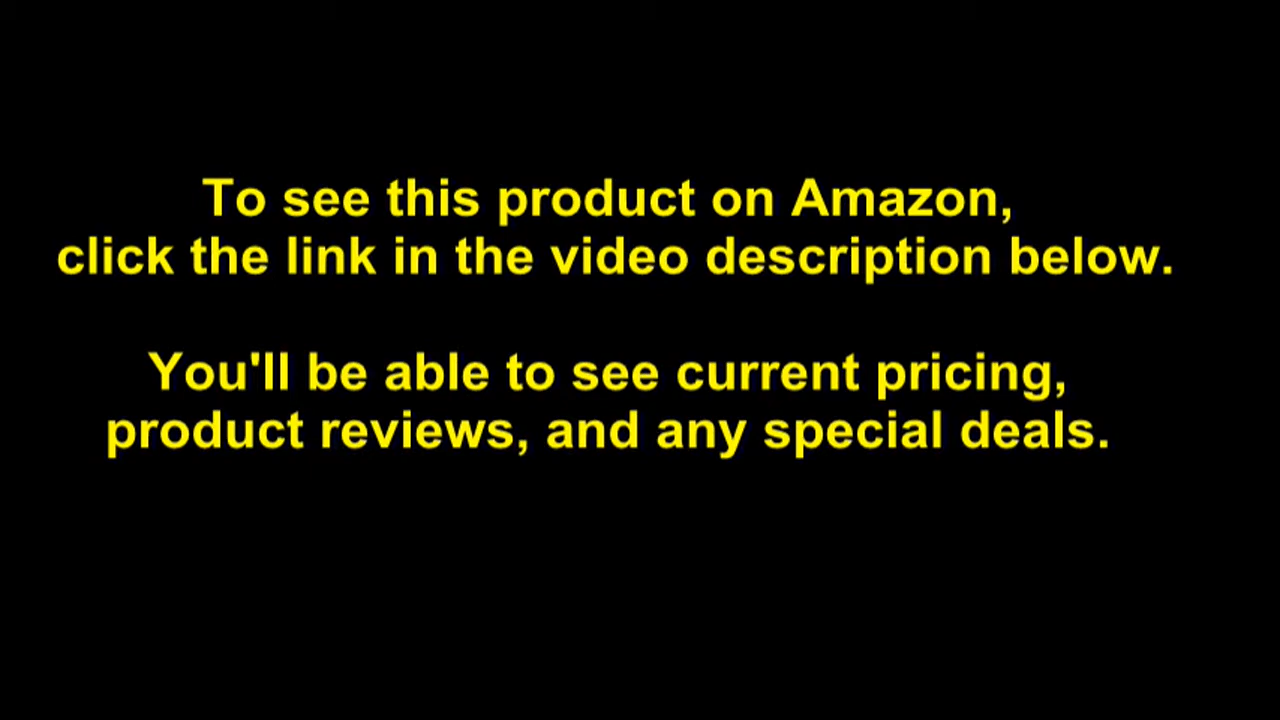 To see this product on Amazon,
click the link in the video description below.
You'll be able to see current pricing,
product reviews, and any special deals.